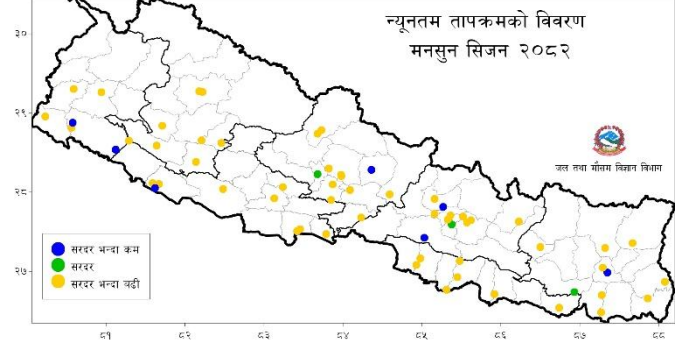 न्यूनतम तापक्रमको विवरण
मनसुन सिजन २०८२
३०
२९
२८
२७
जल तथा मौसम विज्ञान विभाग
सरदर भन्दा कम
सरदर
सरदर भन्दा बढी
८१
८२
८३
८४
८५
८६
८७
८८